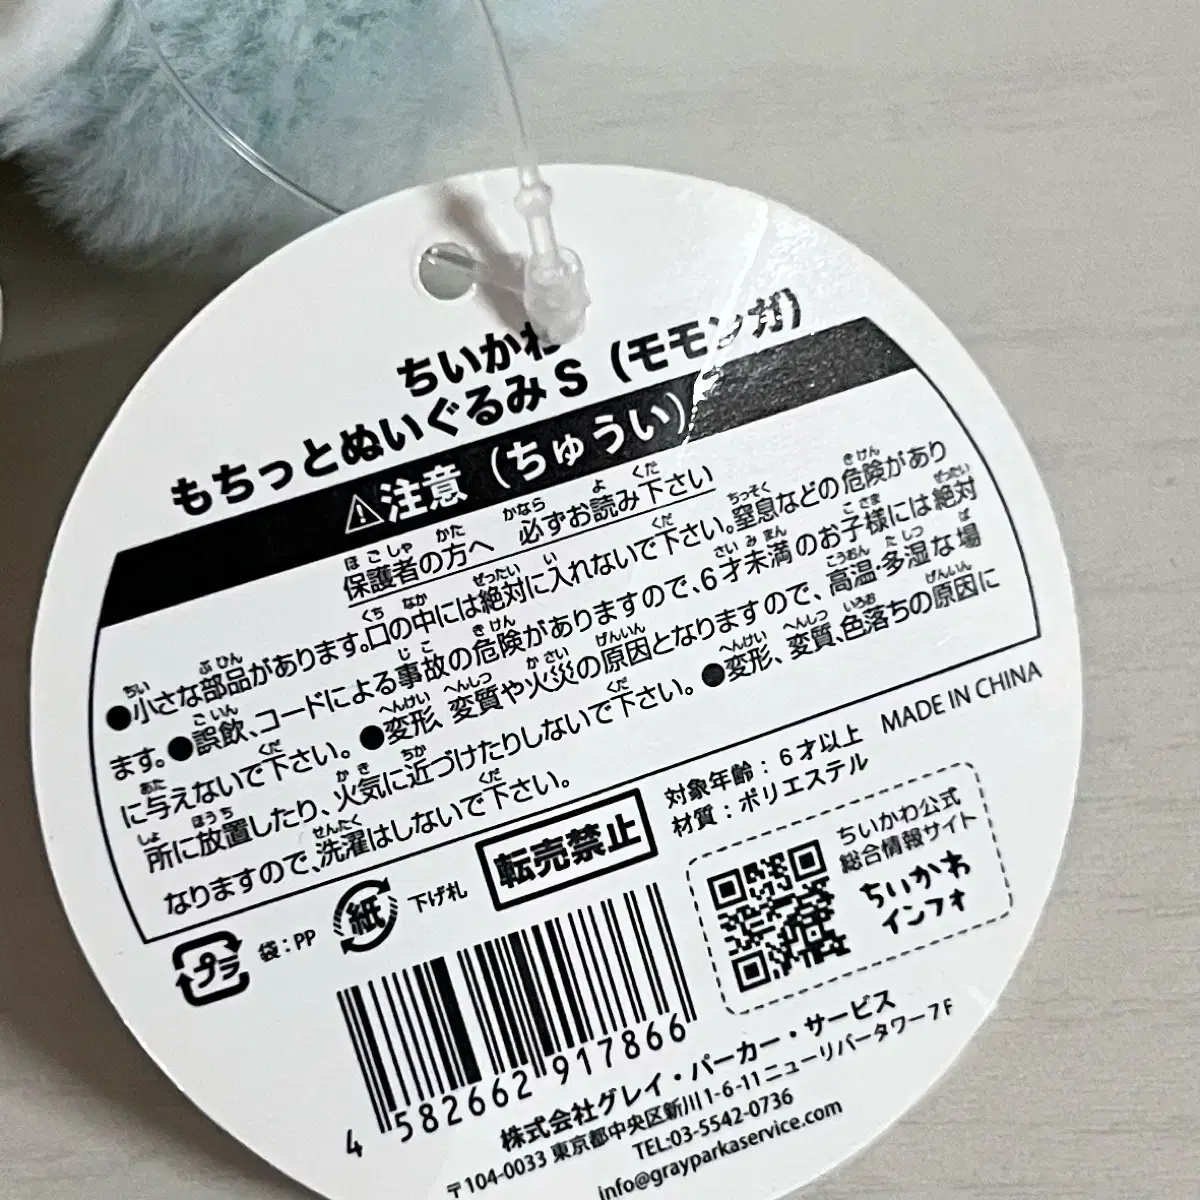 ちいかわ
もちっとぬいぐるみS (モモンガ)
⚠注意(ちゅうい)
保護者の方へ 必ずお読み下さい
●小さな部品があります。口の中には絶対に入れないで下さい。窒息などの危険があり
ます。●誤飲、コードによる事故の危険がありますので、6才未満のお子様には絶対
に与えないで下さい。●変形、変質や火災の原因となりますので、高温・多湿な場
所に放置したり、火気に近づけたりしないで下さい。●変形、変質、色落ちの原因に
なりますので、洗濯はしないで下さい。
対象年齢:6才以上 MADE IN CHINA
材質:ポリエステル
転売禁止
プラ 袋:PP 紙 下げ札
ちいかわ公式
総合情報サイト
ちいかわ
インフォ
4 582662 917866
株式会社グレイ・パーカー・サービス
〒104-0033 東京都中央区新川1-6-11ニューリバータワー7F
TEL:03-5542-0736
info@grayparkaservice.com